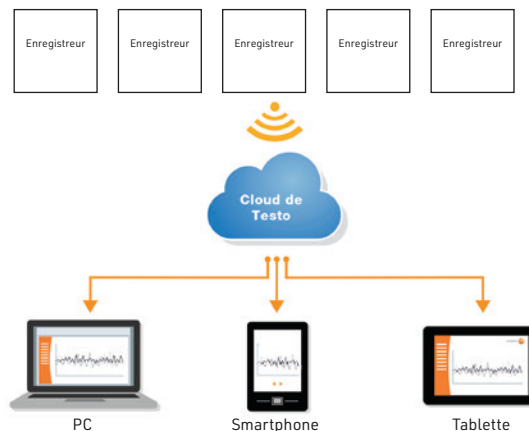 Enregistreur
Enregistreur
Enregistreur
Enregistreur
Enregistreur
Cloud de
Testo
PC
Smartphone
Tablette